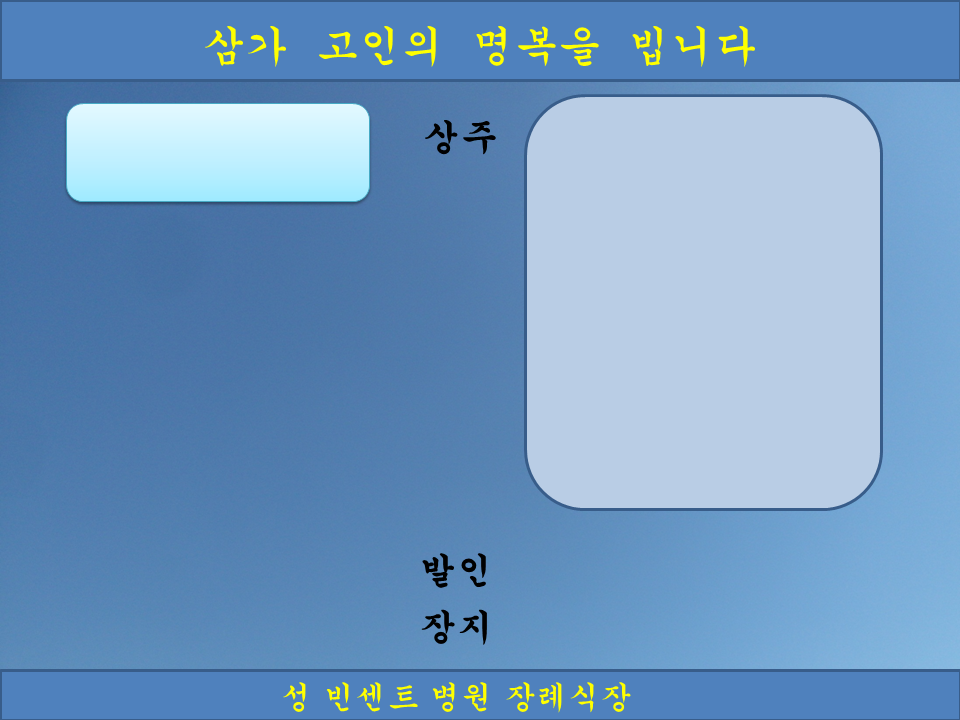 삼가 고인의 명복을 빕니다
상주
발인
장지
성 빈센트 병원 장례식장